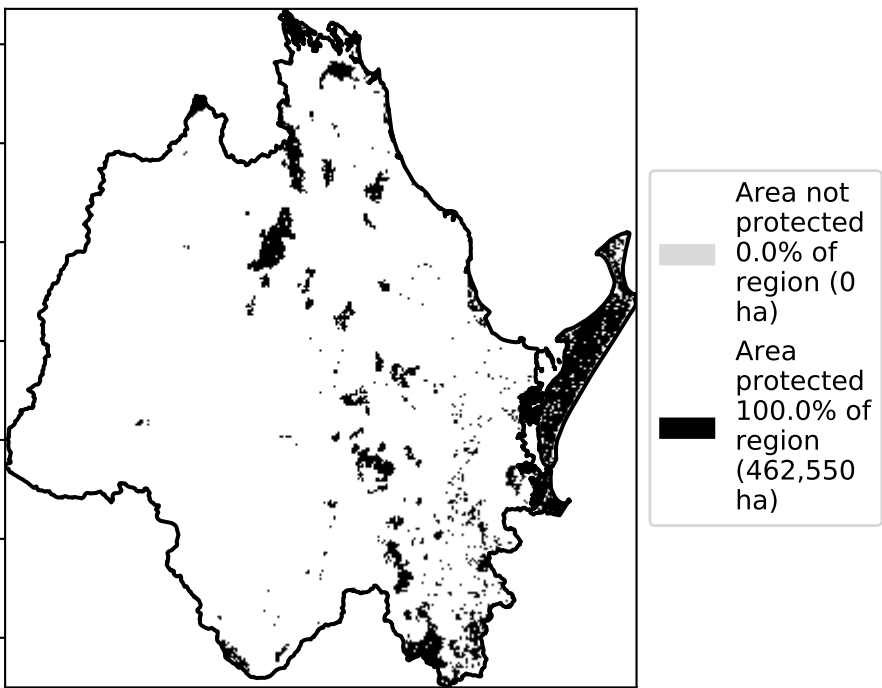 Area not
protected
0.0% of
region (0
ha)
Area
protected
100.0% of
region
(462,550
ha)